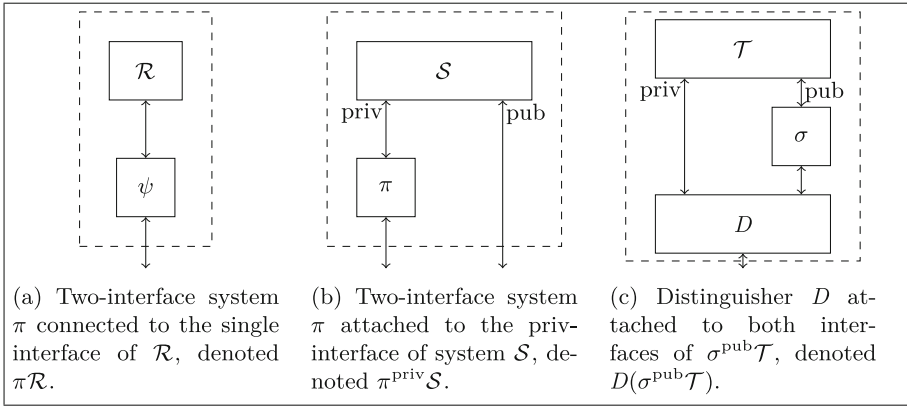 R
ψ
S
priv
pub
π
T
priv
pub
σ
D
(a) Two-interface system
π connected to the single
interface of R, denoted
πR.
(b) Two-interface system
π attached to the priv-
interface of system S, de-
noted π^priv S.
(c) Distinguisher D at-
tached to both inter-
faces of σ^pub T, denoted
D(σ^pub T).